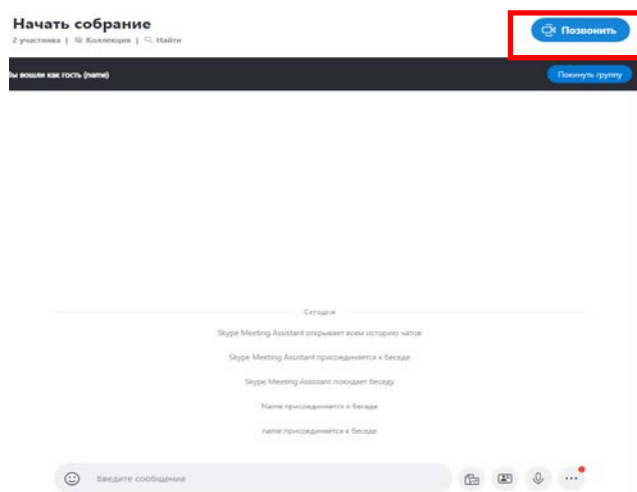 Начать собрание
2 участника | Коллекция | Найти
Позвонить
Вы вошли как гость (name)
Покинуть группу
Сегодня
Skype Meeting Assistant открывает всем историю чатов
Skype Meeting Assistant присоединяется к беседе
Skype Meeting Assistant покидает беседу
Name присоединяется к беседе
name присоединяется к беседе
Введите сообщение